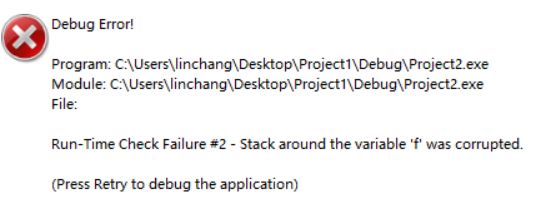 Debug Error!
Program: C:\Users\linchang\Desktop\Project1\Debug\Project2.exe
Module: C:\Users\linchang\Desktop\Project1\Debug\Project2.exe
File:
Run-Time Check Failure #2 - Stack around the variable 'f' was corrupted.
(Press Retry to debug the application)